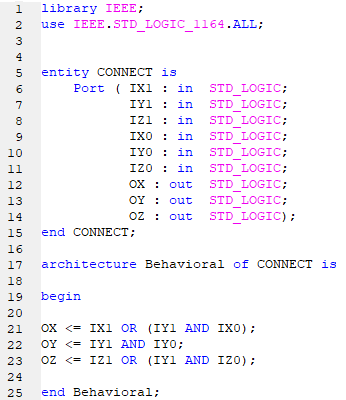 1 library IEEE;
2 use IEEE.STD_LOGIC_1164.ALL;
3
4
5 entity CONNECT is
6     Port ( IX1 : in  STD_LOGIC;
7            IY1 : in  STD_LOGIC;
8            IZ1 : in  STD_LOGIC;
9            IX0 : in  STD_LOGIC;
10            IY0 : in  STD_LOGIC;
11            IZ0 : in  STD_LOGIC;
12            OX : out  STD_LOGIC;
13            OY : out  STD_LOGIC;
14            OZ : out  STD_LOGIC);
15 end CONNECT;
16
17 architecture Behavioral of CONNECT is
18
19 begin
20
21 OX <= IX1 OR (IY1 AND IX0);
22 OY <= IY1 AND IY0;
23 OZ <= IZ1 OR (IY1 AND IZ0);
24
25 end Behavioral;